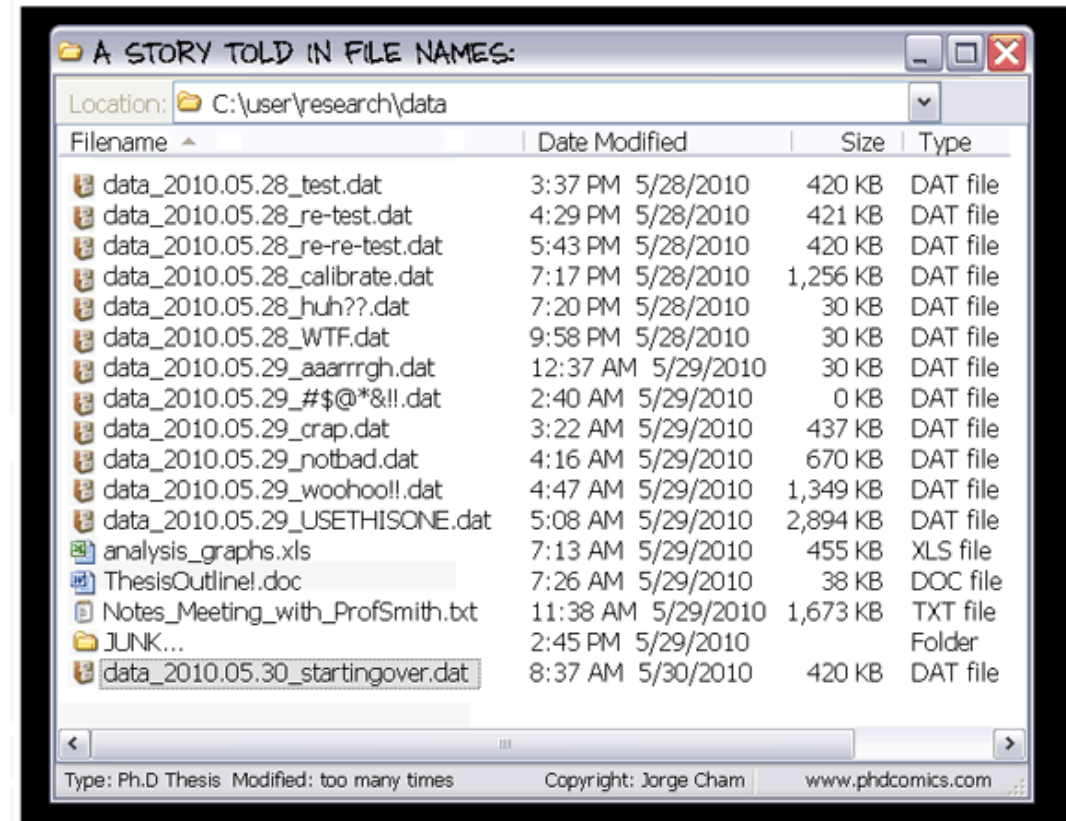 A STORY TOLD IN FILE NAMES:
Location: C:\user\research\data
Filename Date Modified Size Type
data_2010.05.28_test.dat 3:37 PM 5/28/2010 420 KB DAT file
data_2010.05.28_re-test.dat 4:29 PM 5/28/2010 421 KB DAT file
data_2010.05.28_re-re-test.dat 5:43 PM 5/28/2010 420 KB DAT file
data_2010.05.28_calibrate.dat 7:17 PM 5/28/2010 1,256 KB DAT file
data_2010.05.28_huh??.dat 7:20 PM 5/28/2010 30 KB DAT file
data_2010.05.28_WTF.dat 9:58 PM 5/28/2010 30 KB DAT file
data_2010.05.29_aaarrrgh.dat 12:37 AM 5/29/2010 30 KB DAT file
data_2010.05.29_#$@*&!!.dat 2:40 AM 5/29/2010 0 KB DAT file
data_2010.05.29_crap.dat 3:22 AM 5/29/2010 437 KB DAT file
data_2010.05.29_notbad.dat 4:16 AM 5/29/2010 670 KB DAT file
data_2010.05.29_woohoo!!.dat 4:47 AM 5/29/2010 1,349 KB DAT file
data_2010.05.29_USETHISONE.dat 5:08 AM 5/29/2010 2,894 KB DAT file
analysis_graphs.xls 7:13 AM 5/29/2010 455 KB XLS file
ThesisOutline!.doc 7:26 AM 5/29/2010 38 KB DOC file
Notes_Meeting_with_ProfSmith.txt 11:38 AM 5/29/2010 1,673 KB TXT file
JUNK... 2:45 PM 5/29/2010 Folder
data_2010.05.30_startingover.dat 8:37 AM 5/30/2010 420 KB DAT file
Type: Ph.D Thesis Modified: too many times Copyright: Jorge Cham www.phdcomics.com